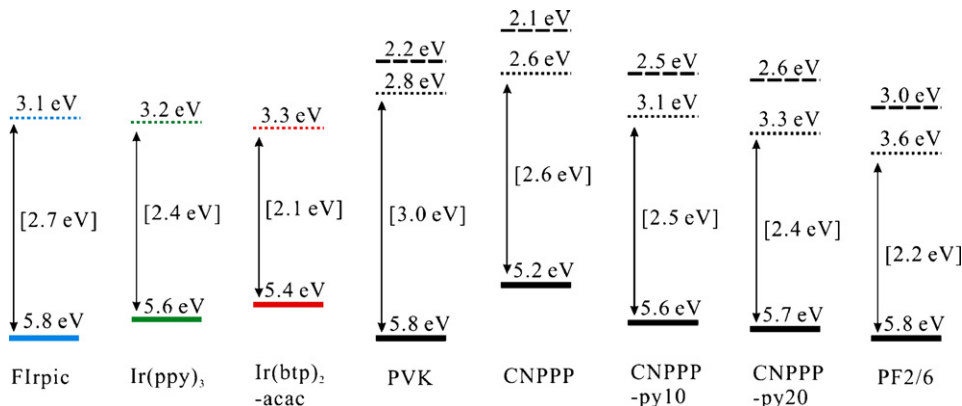 3.1 eV
[2.7 eV]
5.8 eV
FIrpic
3.2 eV
[2.4 eV]
5.6 eV
Ir(ppy)₃
3.3 eV
[2.1 eV]
5.4 eV
Ir(btp)₂
-acac
2.2 eV
2.8 eV
[3.0 eV]
5.8 eV
PVK
2.1 eV
2.6 eV
[2.6 eV]
5.2 eV
CNPPP
2.5 eV
3.1 eV
[2.5 eV]
5.6 eV
CNPPP
-py10
2.6 eV
3.3 eV
[2.4 eV]
5.7 eV
CNPPP
-py20
3.0 eV
3.6 eV
[2.2 eV]
5.8 eV
PF2/6